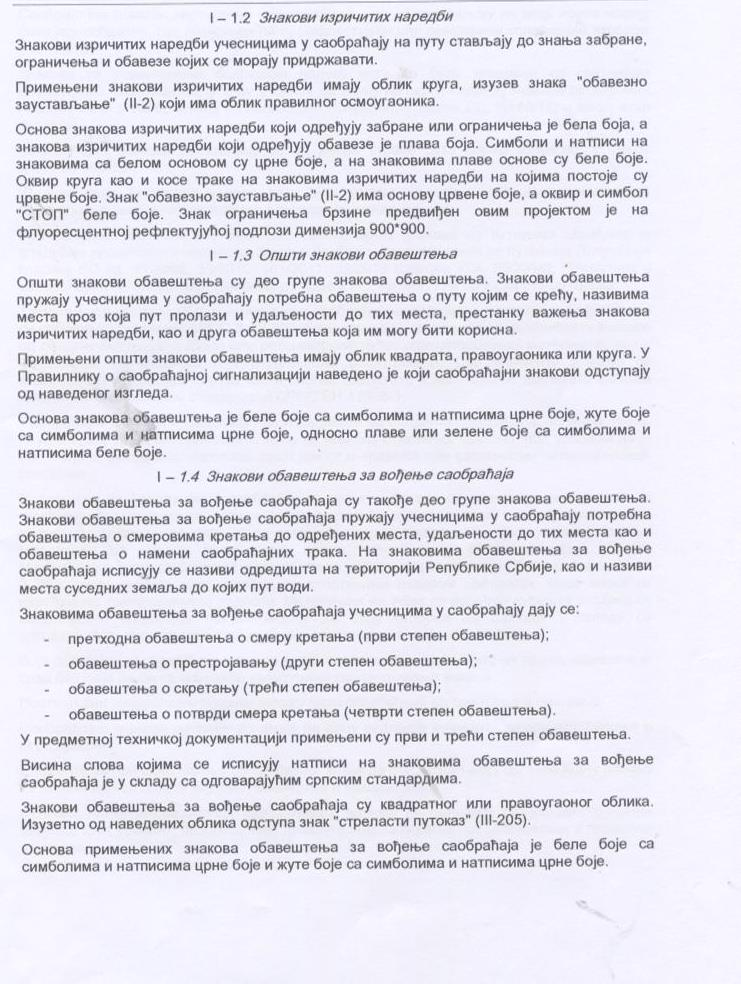 I – 1.2 Знакови изричитих наредби
Знакови изричитих наредби учесницима у саобраћају на путу стављају до знања забране,
ограничења и обавезе којих се морају придржавати.
Примењени знакови изричитих наредби имају облик круга, изузев знака "обавезно
заустављање" (II-2) који има облик правилног осмоугаоника.
Основа знакова изричитих наредби који одређују забране или ограничења је бела боја, а
знакова изричитих наредби који одређују обавезе је плава боја. Симболи и натписи на
знаковима са белом основом су црне боје, а на знаковима плаве основе су беле боје.
Оквир круга као и косе траке на знаковима изричитих наредби на којима постоје су
црвене боје. Знак "обавезно заустављање" (II-2) има основу црвене боје, а оквир и симбол
"СТОП" беле боје. Знак ограничења брзине предвиђен овим пројектом је на
флуоресцентној рефлектујућој подлози димензија 900*900.
I – 1.3 Општи знакови обавештења
Општи знакови обавештења су део групе знакова обавештења. Знакови обавештења
пружају учесницима у саобраћају потребна обавештења о путу којим се крећу, називима
места кроз која пут пролази и удаљености до тих места, престанку важења знакова
изричитих наредби, као и друга обавештења која им могу бити корисна.
Примењени општи знакови обавештења имају облик квадрата, правоугаоника или круга. У
Правилнику о саобраћајној сигнализацији наведено је који саобраћајни знакови одступају
од наведеног изгледа.
Основа знакова обавештења је беле боје са симболима и натписима црне боје, жуте боје
са симболима и натписима црне боје, односно плаве или зелене боје са симболима и
натписима беле боје.
I – 1.4 Знакови обавештења за вођење саобраћаја
Знакови обавештења за вођење саобраћаја су такође део групе знакова обавештења.
Знакови обавештења за вођење саобраћаја пружају учесницима у саобраћају потребна
обавештења о смеровима кретања до одређених места, удаљености до тих места као и
обавештења о намени саобраћајних трака. На знаковима обавештења за вођење
саобраћаја исписују се називи одредишта на територији Републике Србије, као и називи
места суседних земаља до којих пут води.
Знаковима обавештења за вођење саобраћаја учесницима у саобраћају дају се:
- претходна обавештења о смеру кретања (први степен обавештења);
- обавештења о престројавању (други степен обавештења);
- обавештења о скретању (трећи степен обавештења);
- обавештења о потврди смера кретања (четврти степен обавештења).
У предметној техничкој документацији примењени су први и трећи степен обавештења.
Висина слова којима се исписују натписи на знаковима обавештења за вођење
саобраћаја је у складу са одговарајућим српским стандардима.
Знакови обавештења за вођење саобраћаја су квадратног или правоугаоног облика.
Изузетно од наведених облика одступа знак "стреласти путоказ" (III-205).
Основа примењених знакова обавештења за вођење саобраћаја је беле боје са
симболима и натписима црне боје и жуте боје са симболима и натписима црне боје.